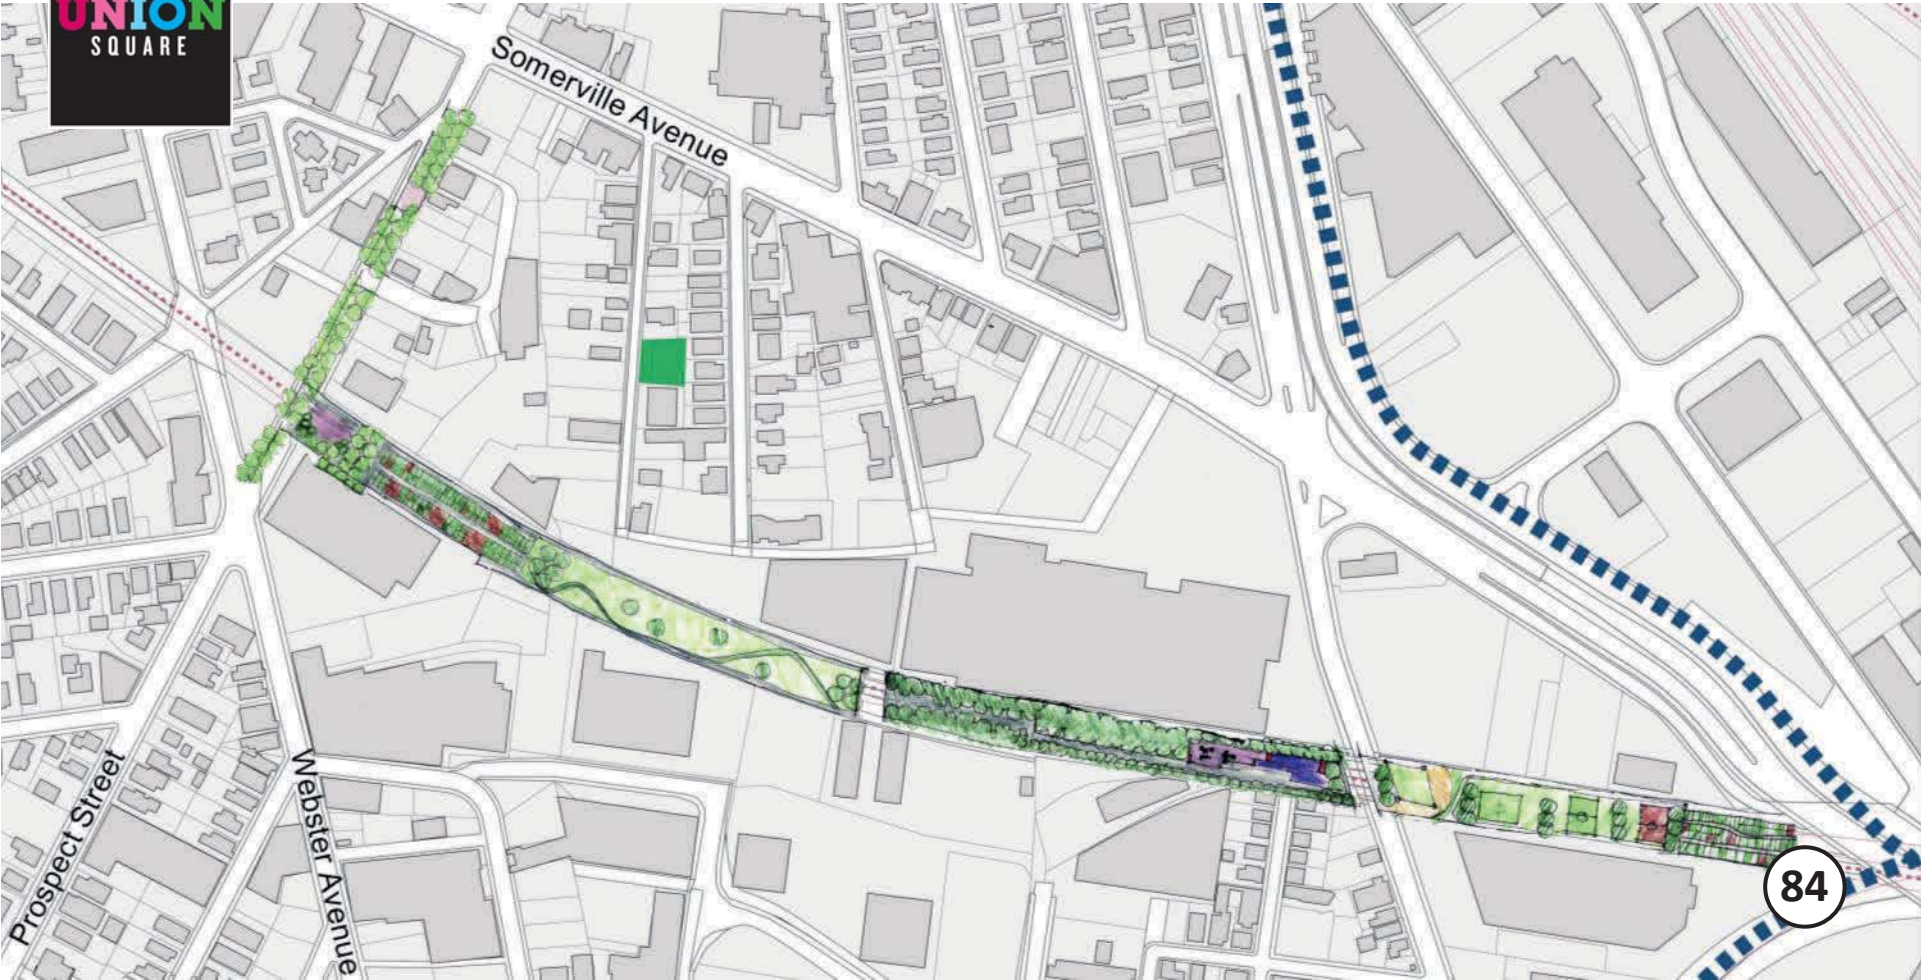 UNION
SQUARE
Somerville Avenue
Prospect Street
Webster Avenue
84